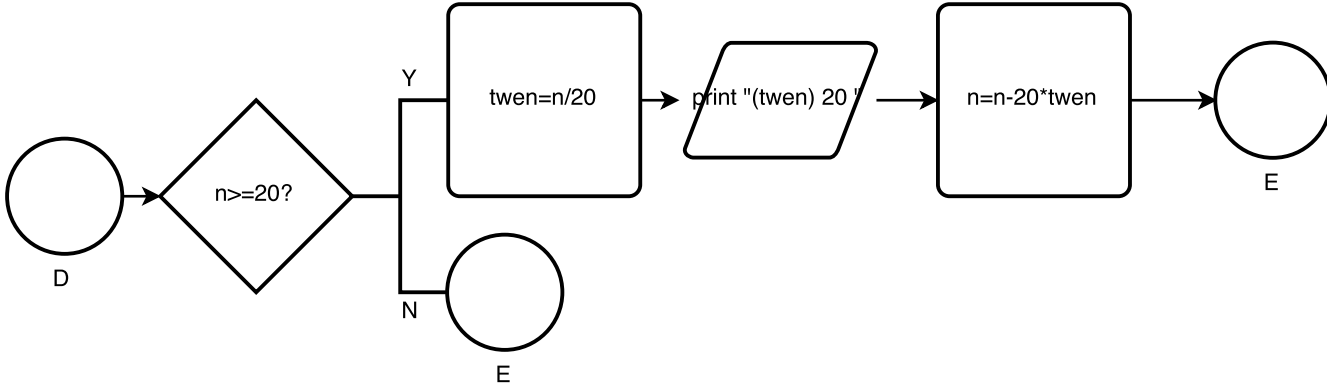 D
n>=20?
Y
twen=n/20
print "(twen) 20 "
n=n-20*twen
E
N
E